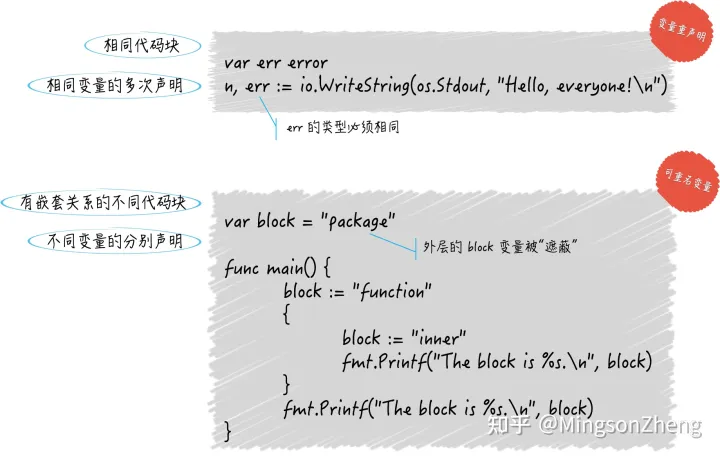 变量重声明
相同代码块
var err error
相同变量的多次声明
n, err := io.WriteString(os.Stdout, "Hello, everyone!\n")
err 的类型必须相同
可重名变量
有嵌套关系的不同代码块
不同变量的分别声明
var block = "package"
外层的 block 变量被“遮蔽”
func main() {
block := "function"
{
block := "inner"
fmt.Printf("The block is %s.\n", block)
}
fmt.Printf("The block is %s.\n", block)
}
知乎 @MingsonZheng